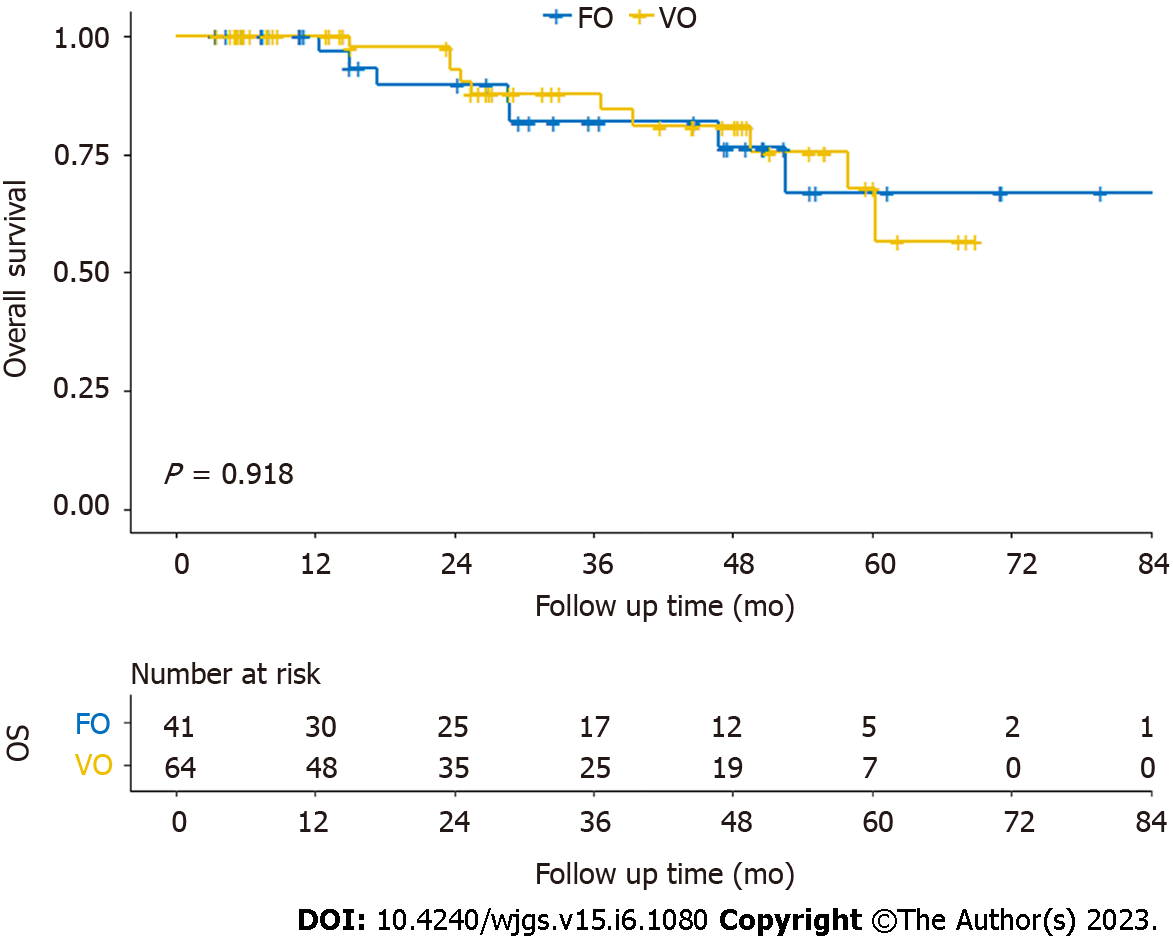 FO VO
1.00
0.75
0.50
0.25
0.00
Overall survival
P = 0.918
0 12 24 36 48 60 72 84
Follow up time (mo)
Number at risk
OS
FO 41 30 25 17 12 5 2 1
VO 64 48 35 25 19 7 0 0
0 12 24 36 48 60 72 84
Follow up time (mo)
DOI: 10.4240/wjgs.v15.i6.1080 Copyright ©The Author(s) 2023.